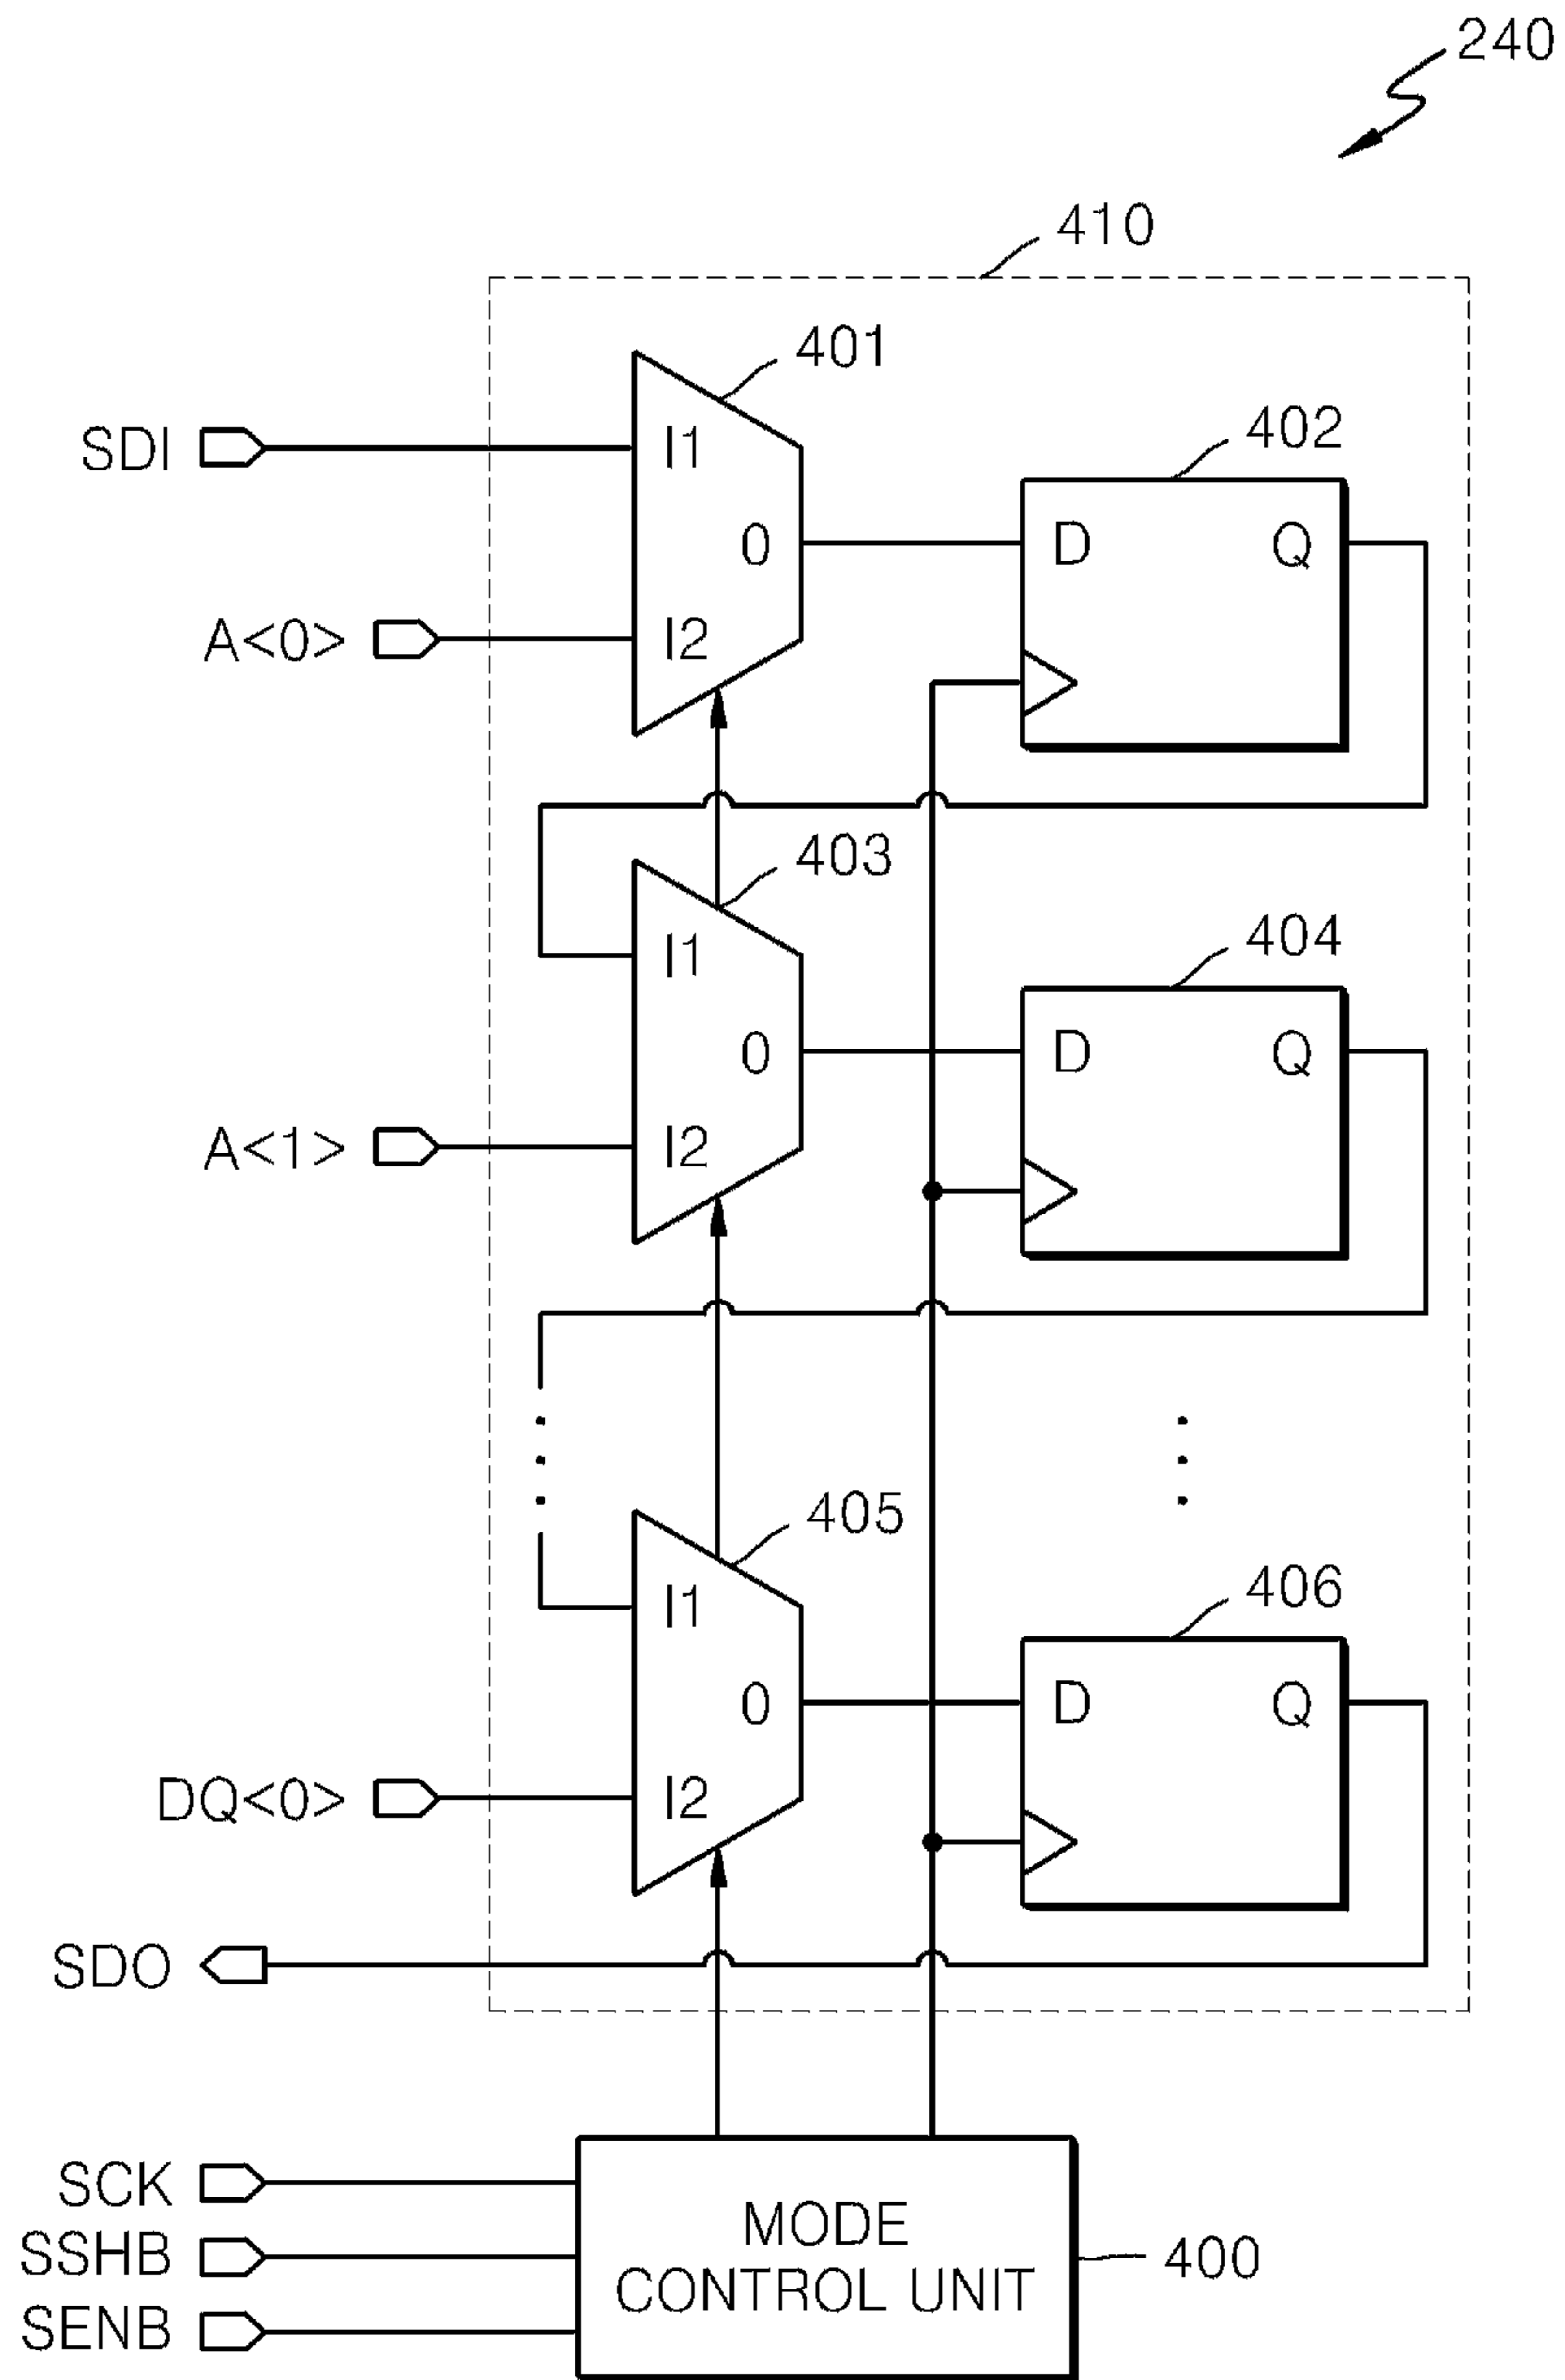 240
410
401
SDI
I1
402
0
D
Q
A<0>
I2
403
I1
404
0
D
Q
A<1>
I2
405
I1
406
0
D
Q
DQ<0>
I2
SDO
SCK
SSHB
SENB
MODE
CONTROL UNIT
400